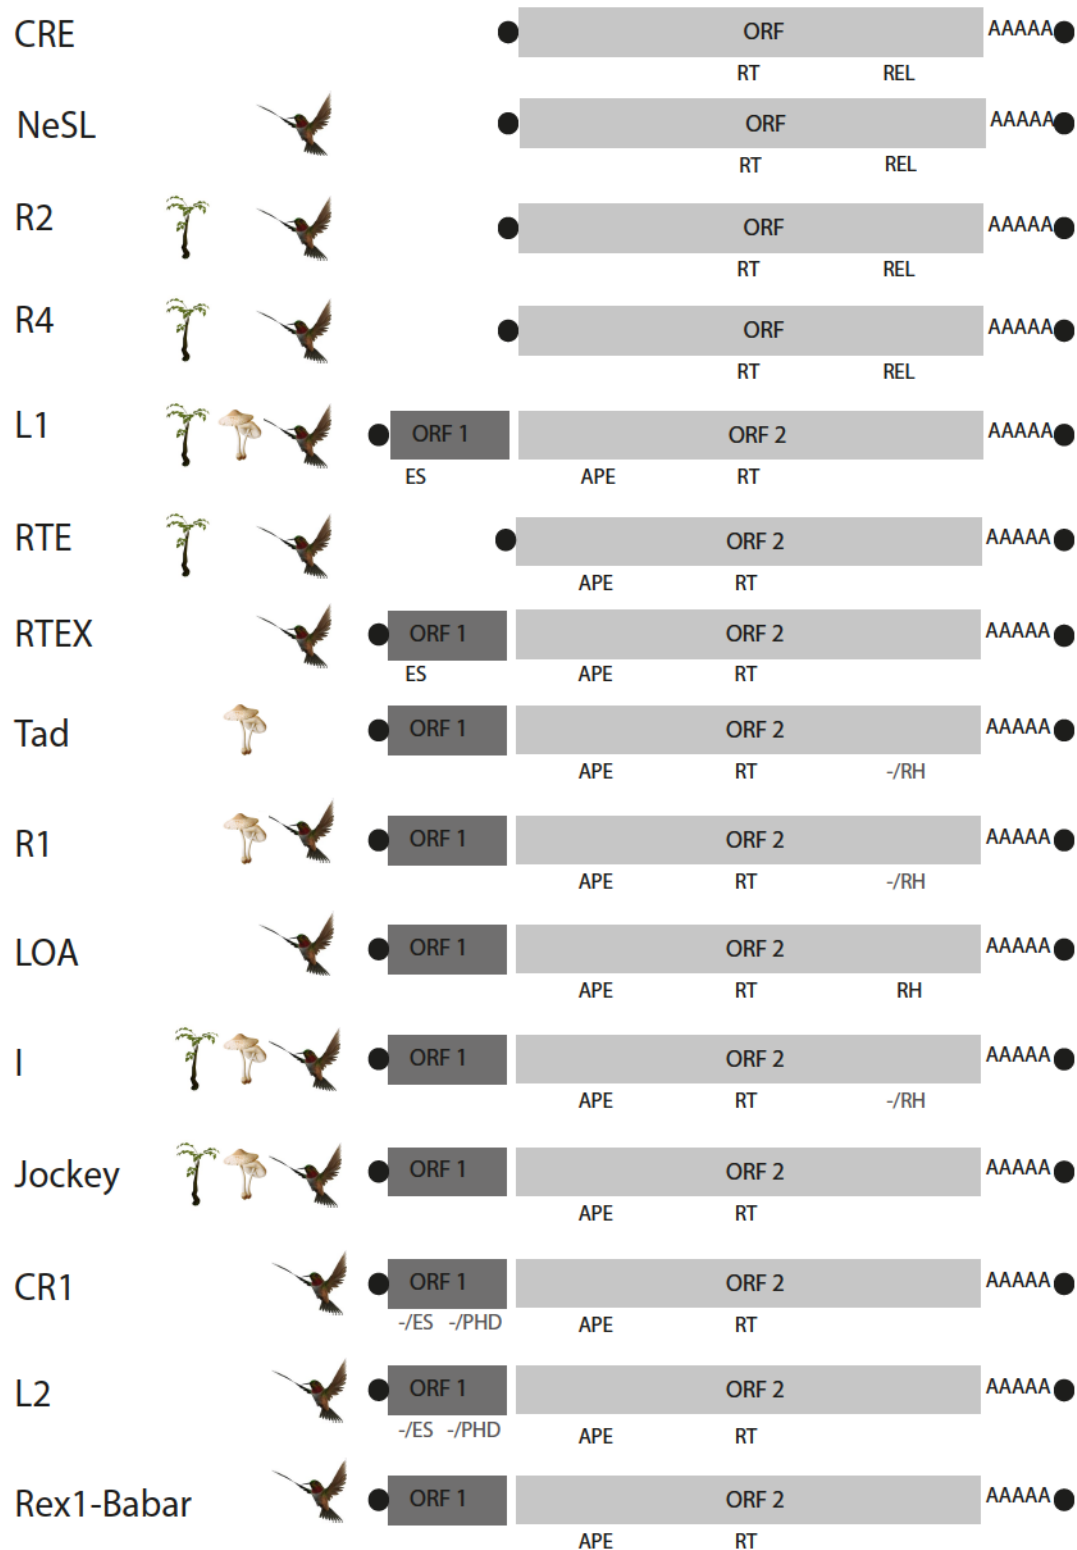 CRE ORF AAAAA
RT REL
NeSL ORF AAAAA
RT REL
R2 ORF AAAAA
RT REL
R4 ORF AAAAA
RT REL
L1 ORF 1 ORF 2 AAAAA
ES APE RT
RTE ORF 2 AAAAA
APE RT
RTEX ORF 1 ORF 2 AAAAA
ES APE RT
Tad ORF 1 ORF 2 AAAAA
APE RT -/RH
R1 ORF 1 ORF 2 AAAAA
APE RT -/RH
LOA ORF 1 ORF 2 AAAAA
APE RT RH
I ORF 1 ORF 2 AAAAA
APE RT -/RH
Jockey ORF 1 ORF 2 AAAAA
APE RT
CR1 ORF 1 ORF 2 AAAAA
-/ES -/PHD APE RT
L2 ORF 1 ORF 2 AAAAA
-/ES -/PHD APE RT
Rex1-Babar ORF 1 ORF 2 AAAAA
APE RT